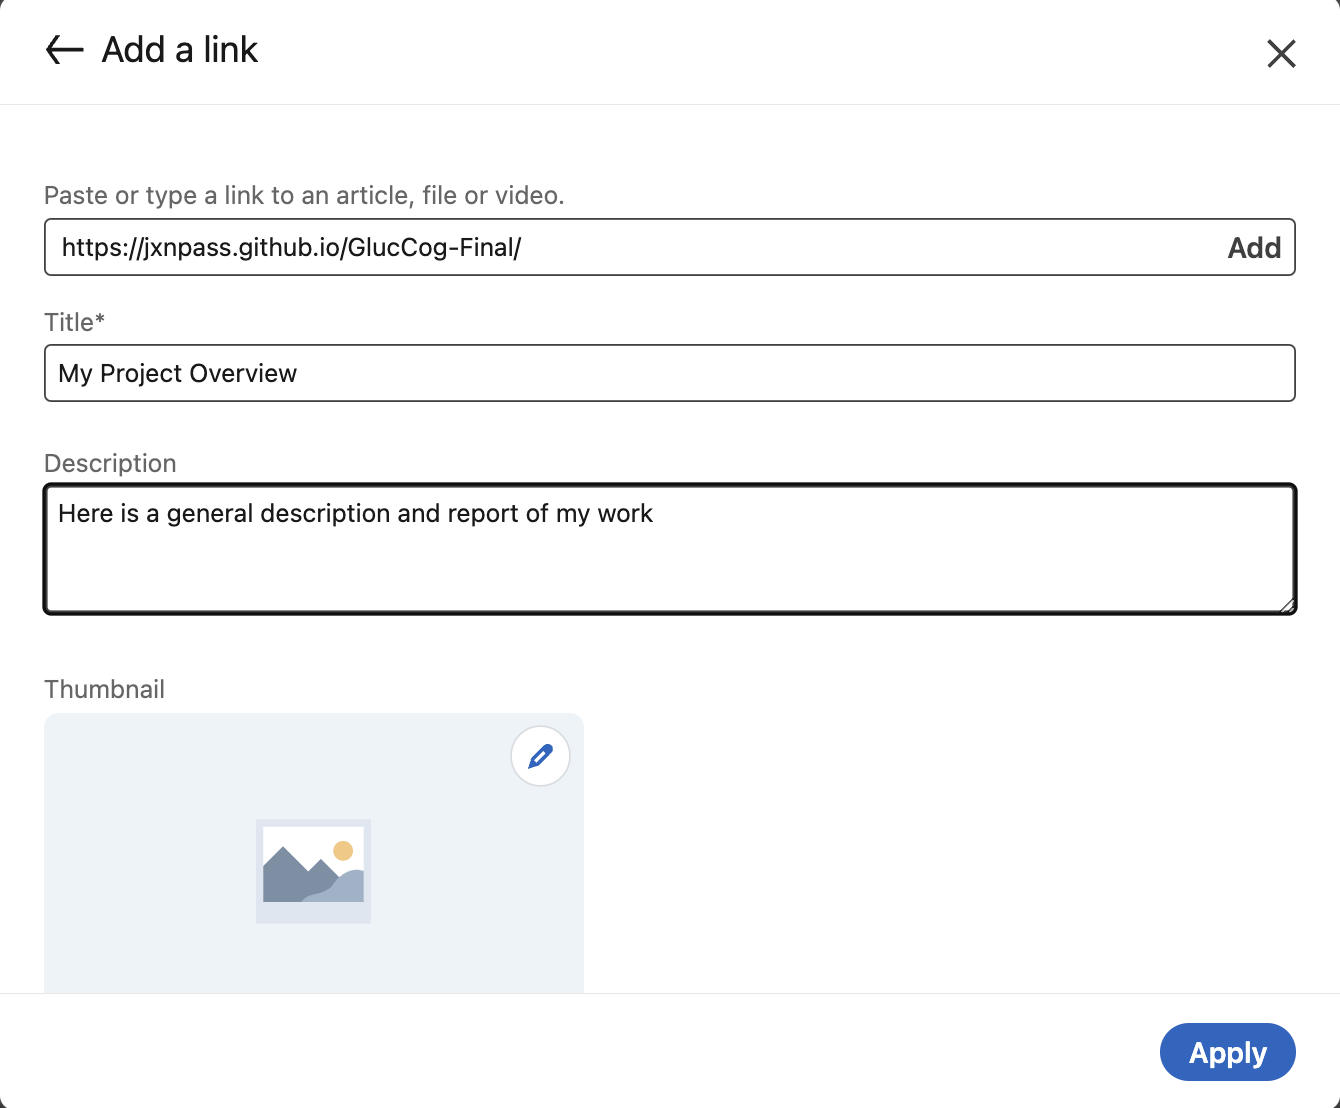 Add a link
Paste or type a link to an article, file or video.
https://jxnpass.github.io/GlucCog-Final/ Add
Title*
My Project Overview
Description
Here is a general description and report of my work
Thumbnail
Apply